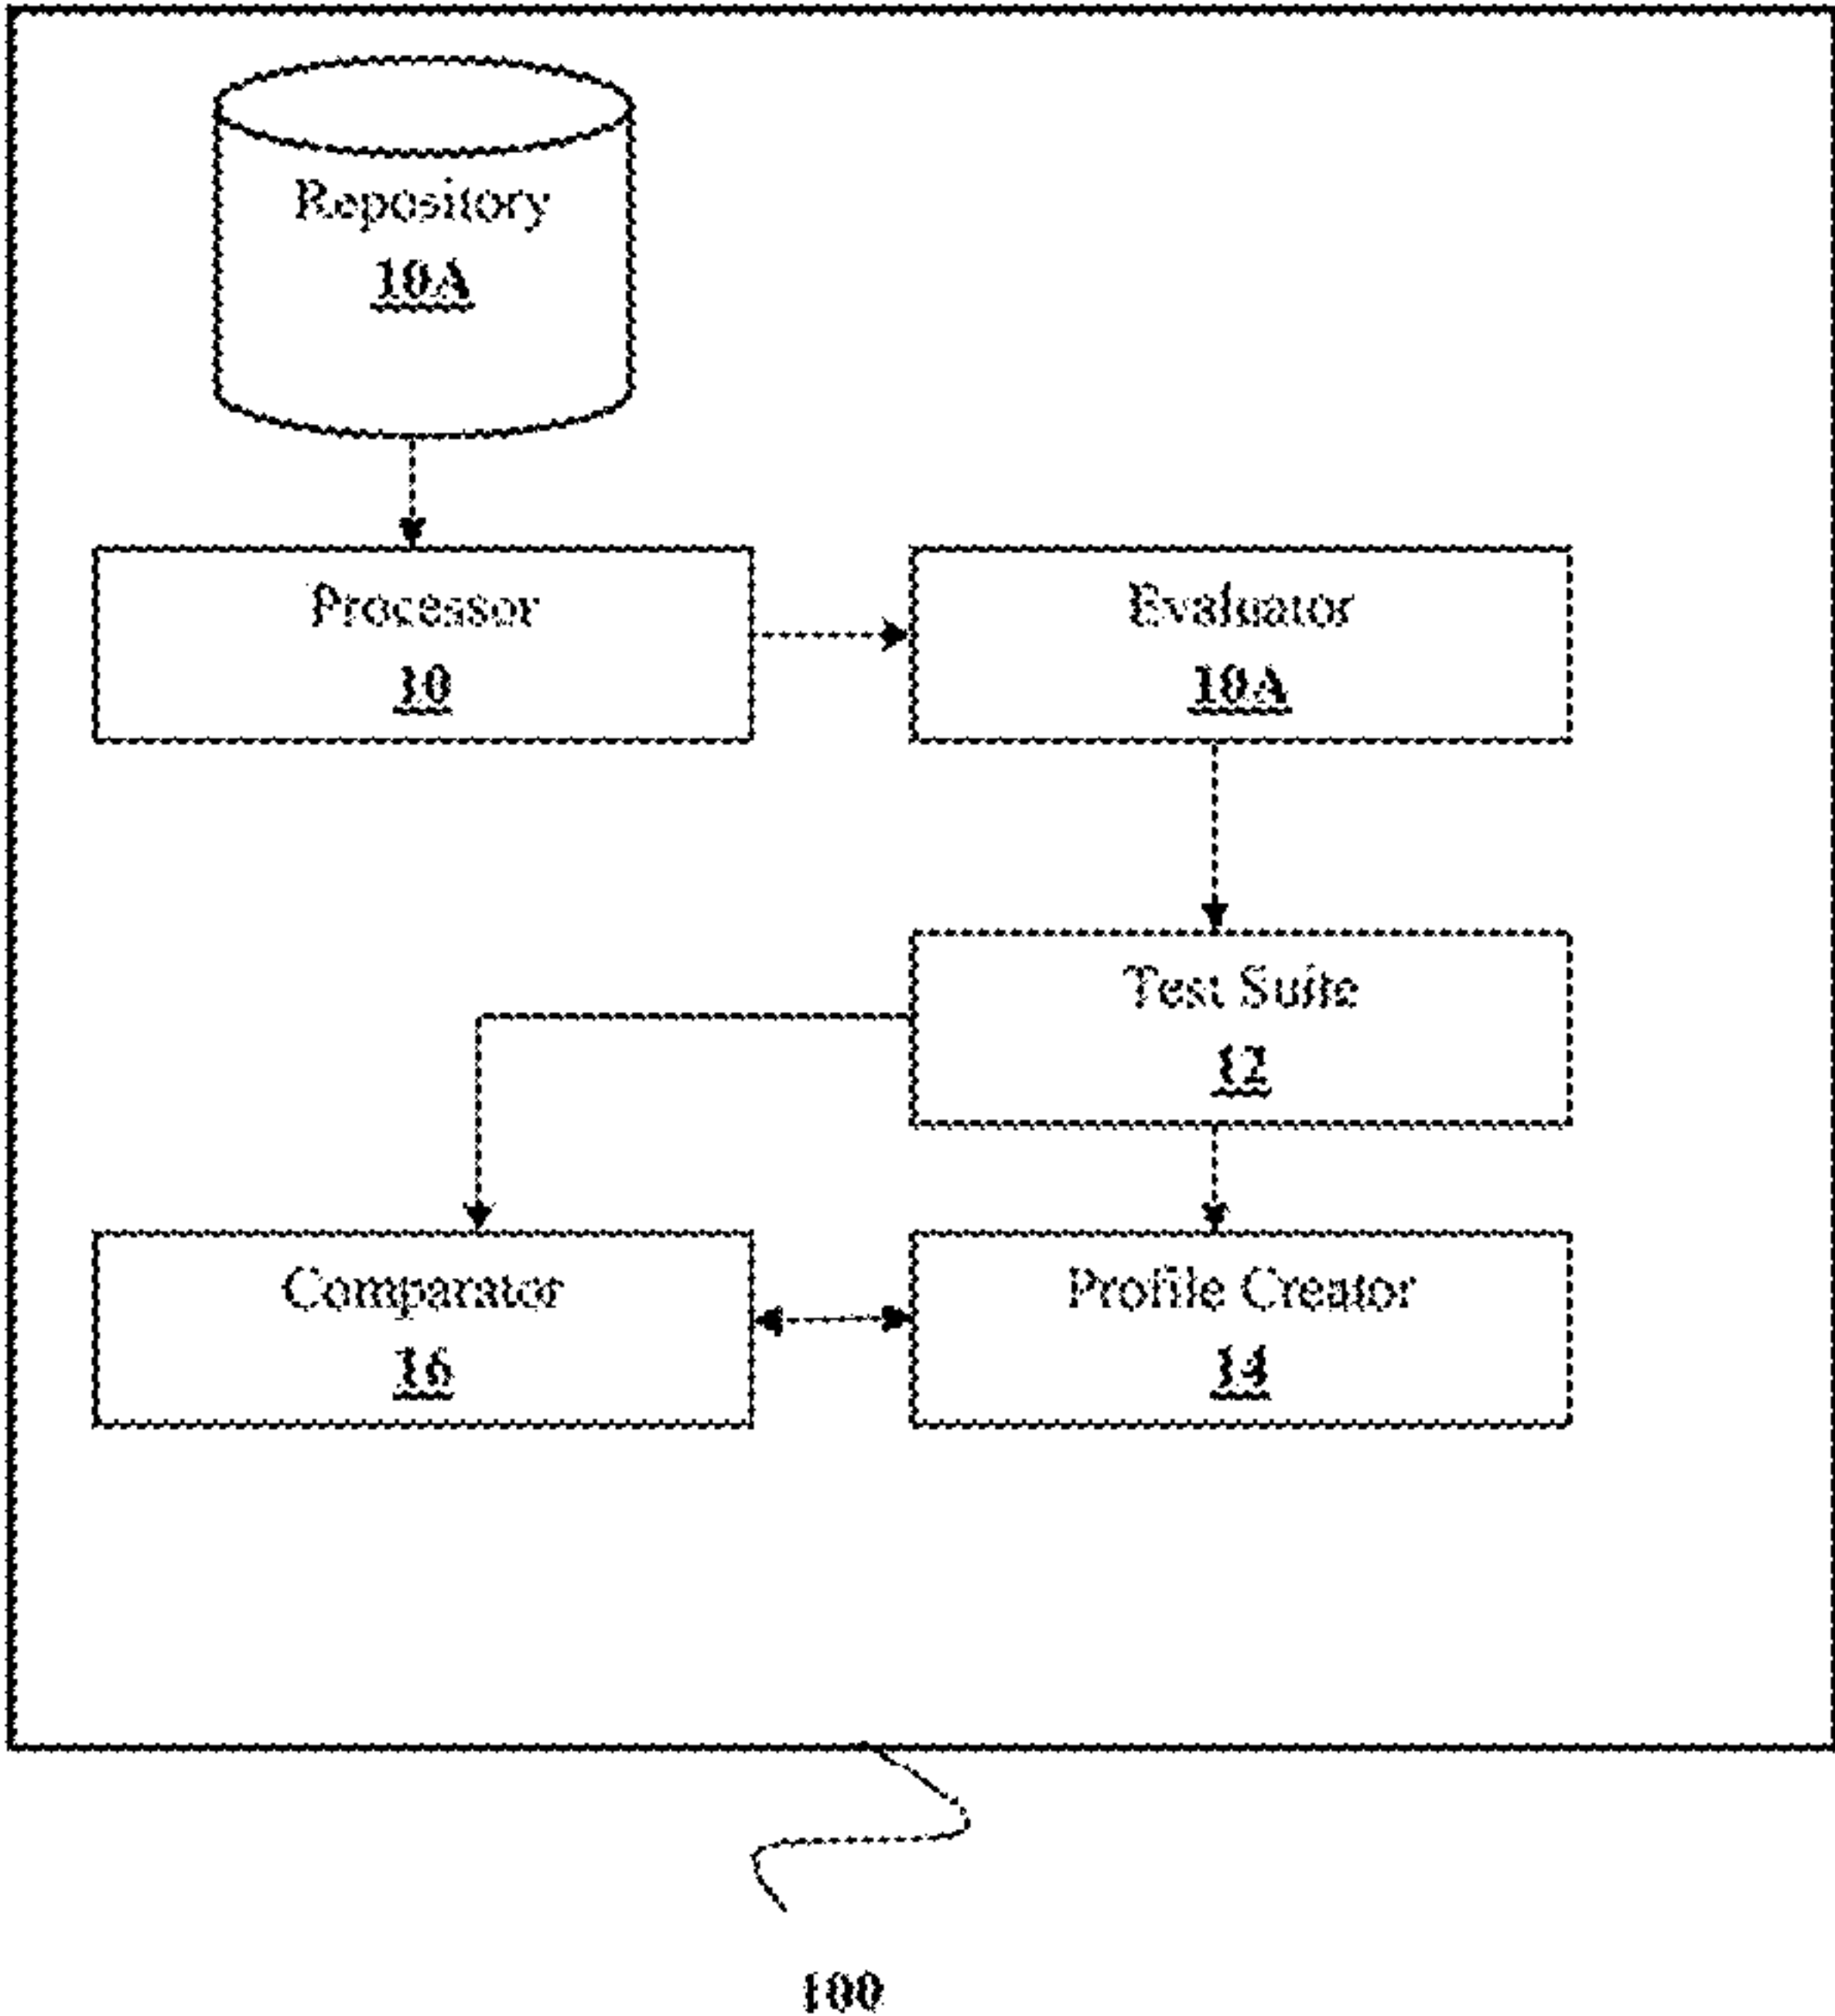 Repository
10A
Processor
10
Evaluator
10A
Test Suite
12
Comparator
16
Profile Creator
14
100